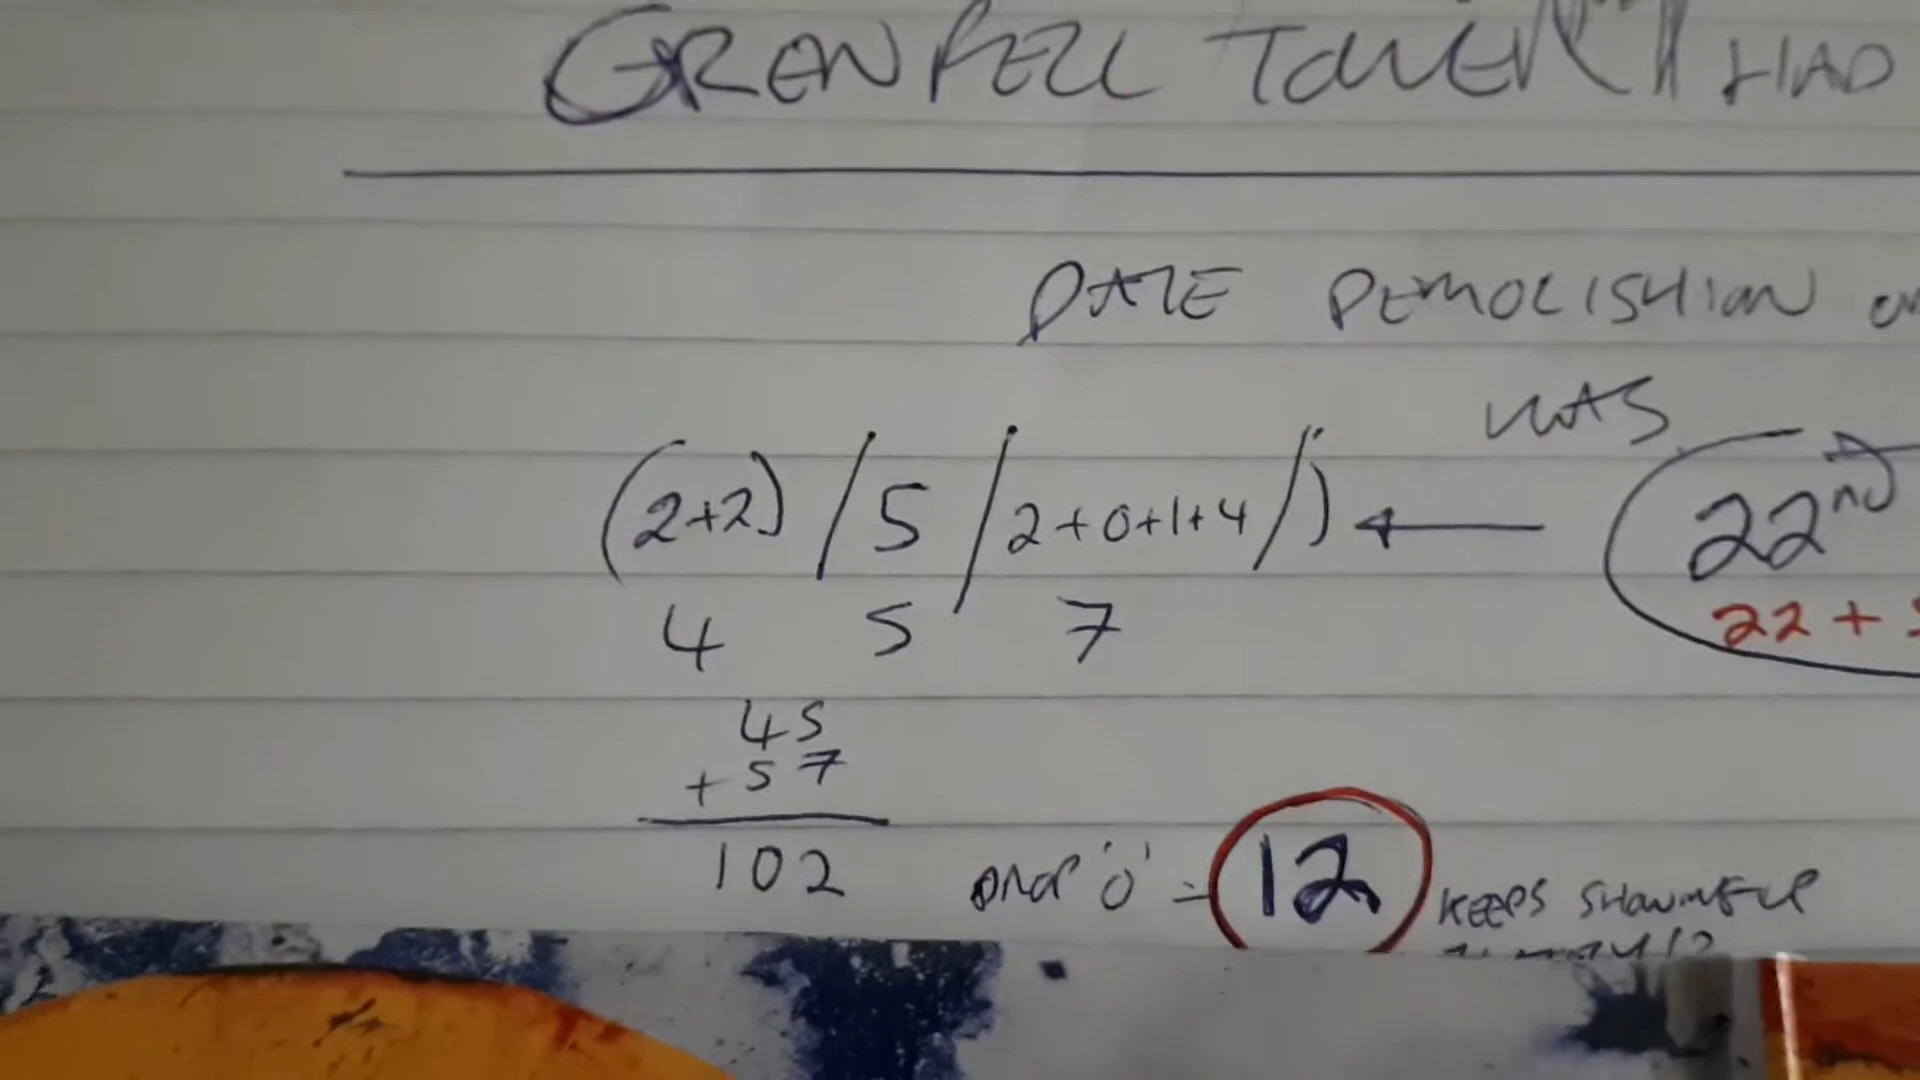 GRENFELL TOWER HAD
DATE DEMOLISHION
WAS
(2+2) / 5 / 2+0+1+4 /) ← 22nd
4 5 7 22 +
45
+ 57
102 DROP '0' = 12 KEEPS SHOWING UP